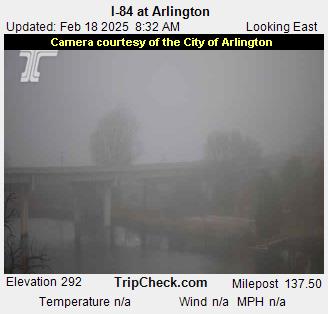 I-84 at Arlington
Updated: Feb 18 2025 8:32 AM Looking East
Camera courtesy of the City of Arlington
Elevation 292 TripCheck.com Milepost 137.50
Temperature n/a Wind n/a MPH n/a